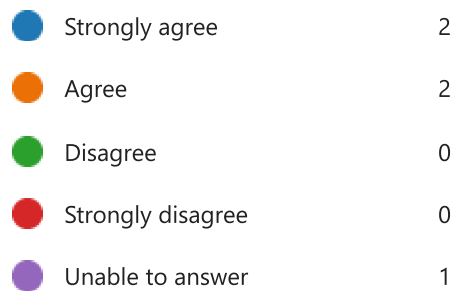 Strongly agree 2
Agree 2
Disagree 0
Strongly disagree 0
Unable to answer 1